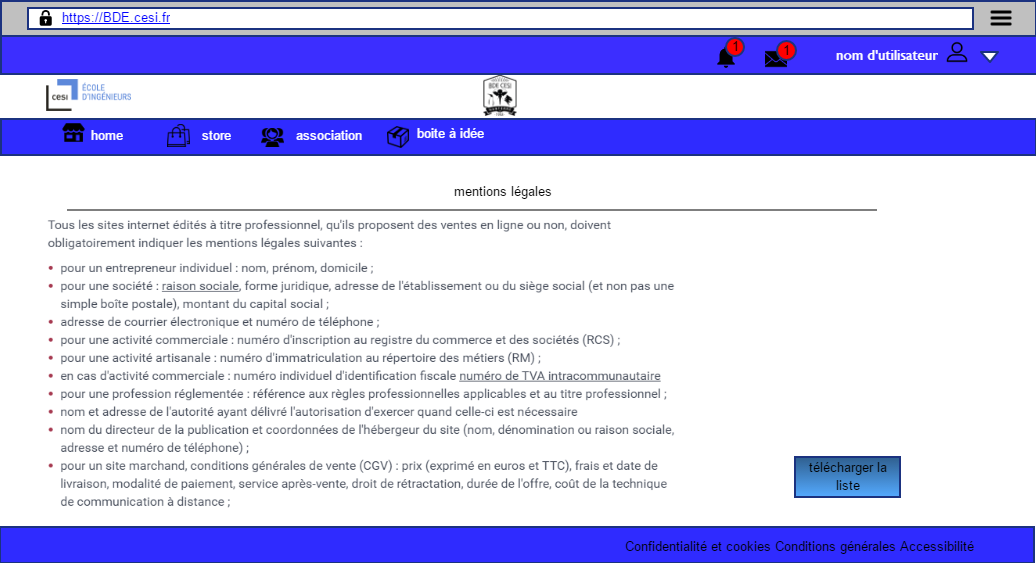 https://BDE.cesi.fr
1
1
nom d'utilisateur
cesi
ÉCOLE
D'INGÉNIEURS
BDE CESI
home
store
association
boite à idée
mentions légales
Tous les sites internet édités à titre professionnel, qu'ils proposent des ventes en ligne ou non, doivent
obligatoirement indiquer les mentions légales suivantes :
• pour un entrepreneur individuel : nom, prénom, domicile ;
• pour une société : raison sociale, forme juridique, adresse de l'établissement ou du siège social (et non pas une
simple boîte postale), montant du capital social ;
• adresse de courrier électronique et numéro de téléphone ;
• pour une activité commerciale : numéro d'inscription au registre du commerce et des sociétés (RCS) ;
• pour une activité artisanale : numéro d'immatriculation au répertoire des métiers (RM) ;
• en cas d'activité commerciale : numéro individuel d'identification fiscale numéro de TVA intracommunautaire
• pour une profession réglementée : référence aux règles professionnelles applicables et au titre professionnel ;
• nom et adresse de l'autorité ayant délivré l'autorisation d'exercer quand celle-ci est nécessaire
• nom du directeur de la publication et coordonnées de l'hébergeur du site (nom, dénomination ou raison sociale,
adresse et numéro de téléphone) ;
• pour un site marchand, conditions générales de vente (CGV) : prix (exprimé en euros et TTC), frais et date de
livraison, modalité de paiement, service après-vente, droit de rétractation, durée de l'offre, coût de la technique
de communication à distance ;
télécharger la
liste
Confidentialité et cookies Conditions générales Accessibilité